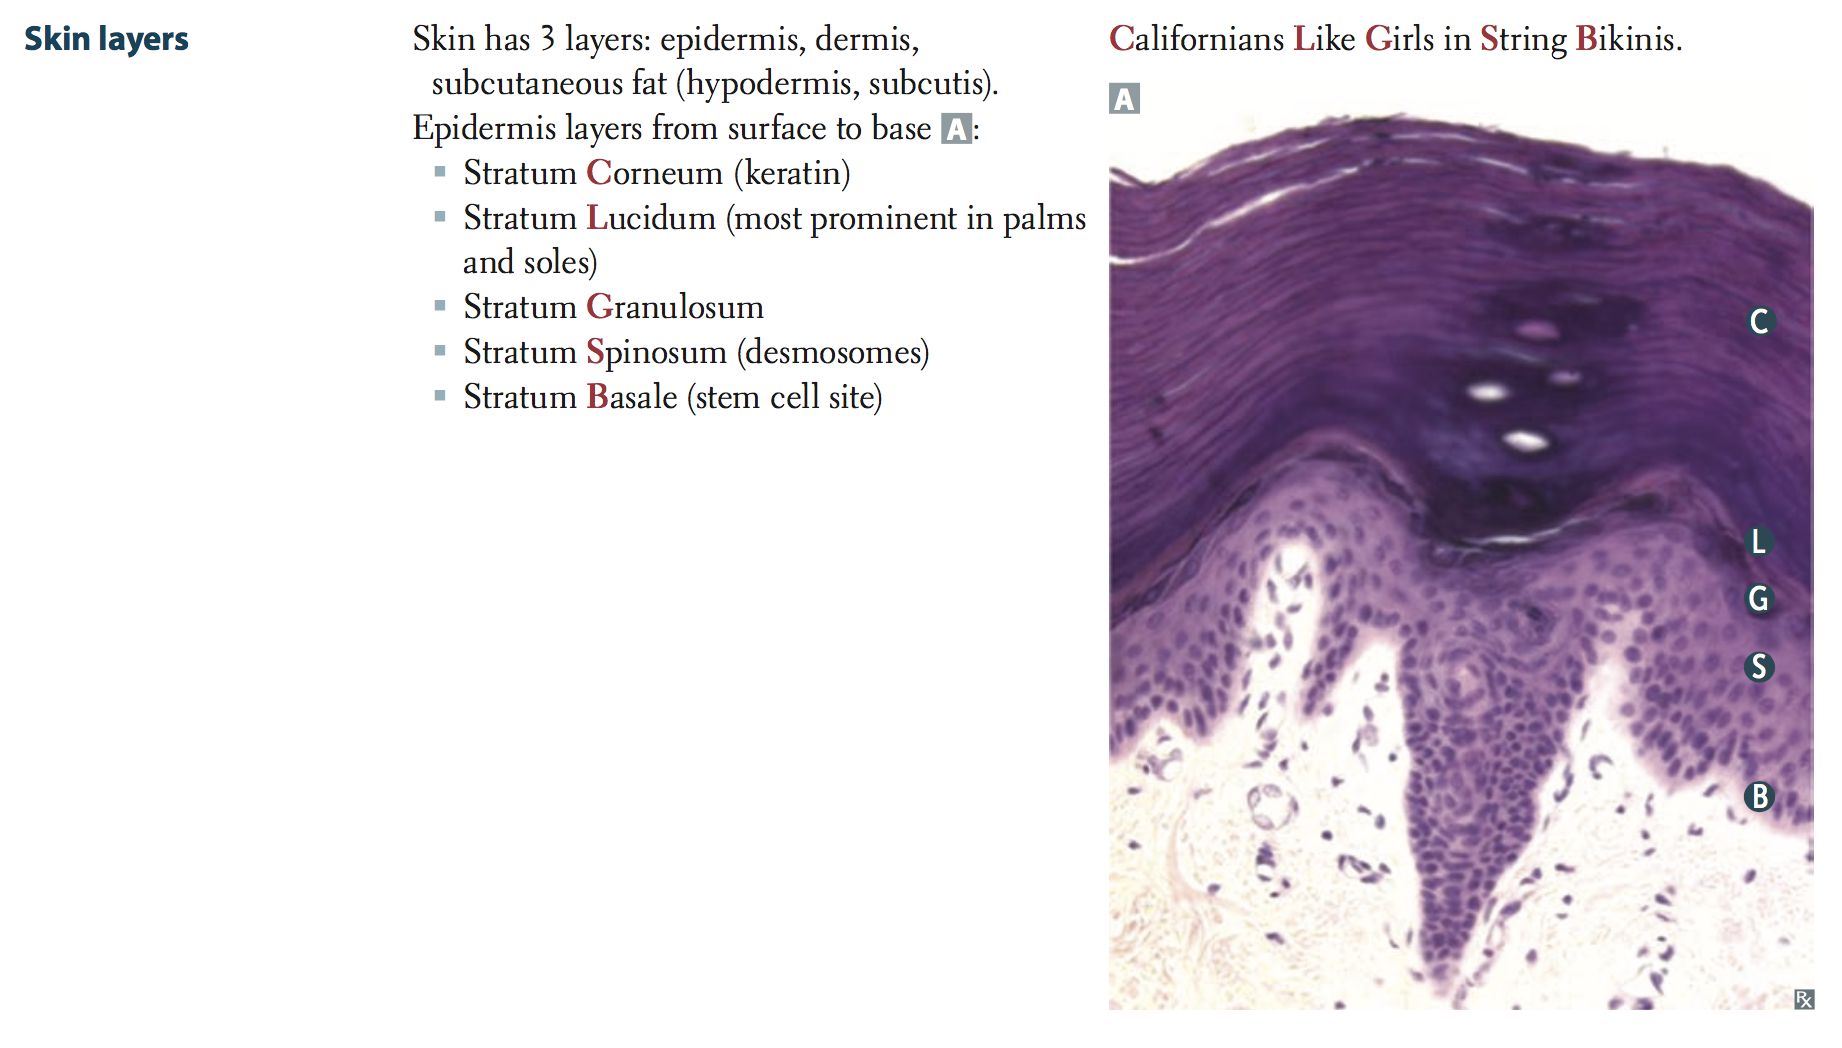 Skin layers
Skin has 3 layers: epidermis, dermis,
subcutaneous fat (hypodermis, subcutis).
Epidermis layers from surface to base A:
▪ Stratum Corneum (keratin)
▪ Stratum Lucidum (most prominent in palms
and soles)
▪ Stratum Granulosum
▪ Stratum Spinosum (desmosomes)
▪ Stratum Basale (stem cell site)
Californians Like Girls in String Bikinis.
A
C
L
G
S
B
Rx